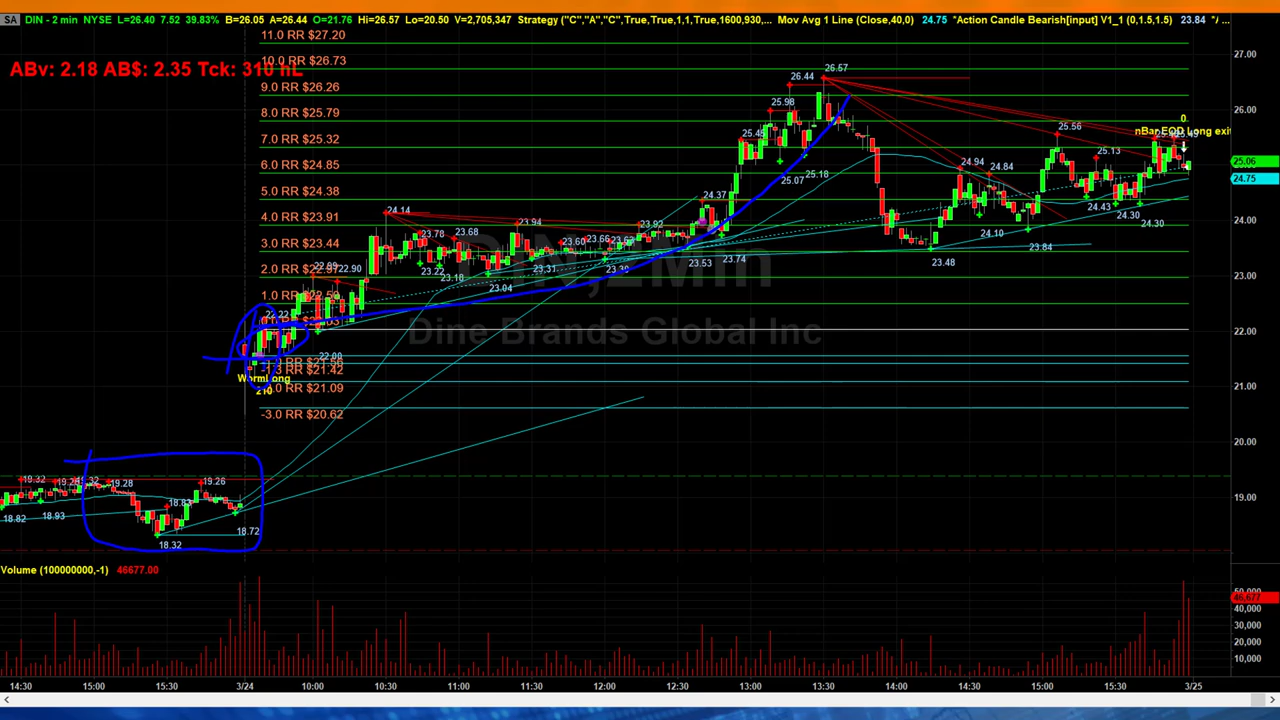 SA DIN - 2 min NYSE L=26.40 7.52 39.83% B=26.05 A=26.44 O=21.76 Hi=26.57 Lo=20.50 V=2,705,347 Strategy ("C","A","C",True,True,1,1,True,1600,930,... Mov Avg 1 Line (Close,40,0) 24.75 "Action Candle Bearish[input] V1_1 (0,1.5,1.5) 23.84
11.0 RR $27.20
27.00
10.0 RR $26.73
26.57
ABv: 2.18 AB$: 2.35 Tck: 310 nL
26.44
9.0 RR $26.26
25.98
26.00
8.0 RR $25.79
0
25.56
nBar EOD Long exit
25.45
7.0 RR $25.32
25.13
25.06
6.0 RR $24.85
24.94 24.84
25.18
25.07
24.75
5.0 RR $24.38
24.37
24.43
24.30
4.0 RR $23.91
24.14
23.94
23.92
24.00
24.30
24.10
23.78 23.68
3.0 RR $23.44
23.60 23.66
23.84
23.74
23.53
23.48
23.22
23.18
23.31
23.30
22.90
23.00
23.04
DIN,2 Min
1.0 RR
22.22
22.00
Dine Brands Global Inc
22.00
$21.42
WormLong
21.00
210
RR $21.09
-3.0 RR $20.62
20.00
19.32
19.28
19.26
19.00
18.82
18.93
18.72
18.32
Volume (100000000,-1) 46677.00
46,677
40,000
30,000
20,000
10,000
14:30 15:00 15:30 3/24 10:00 10:30 11:00 11:30 12:00 12:30 13:00 13:30 14:00 14:30 15:00 15:30 3/25